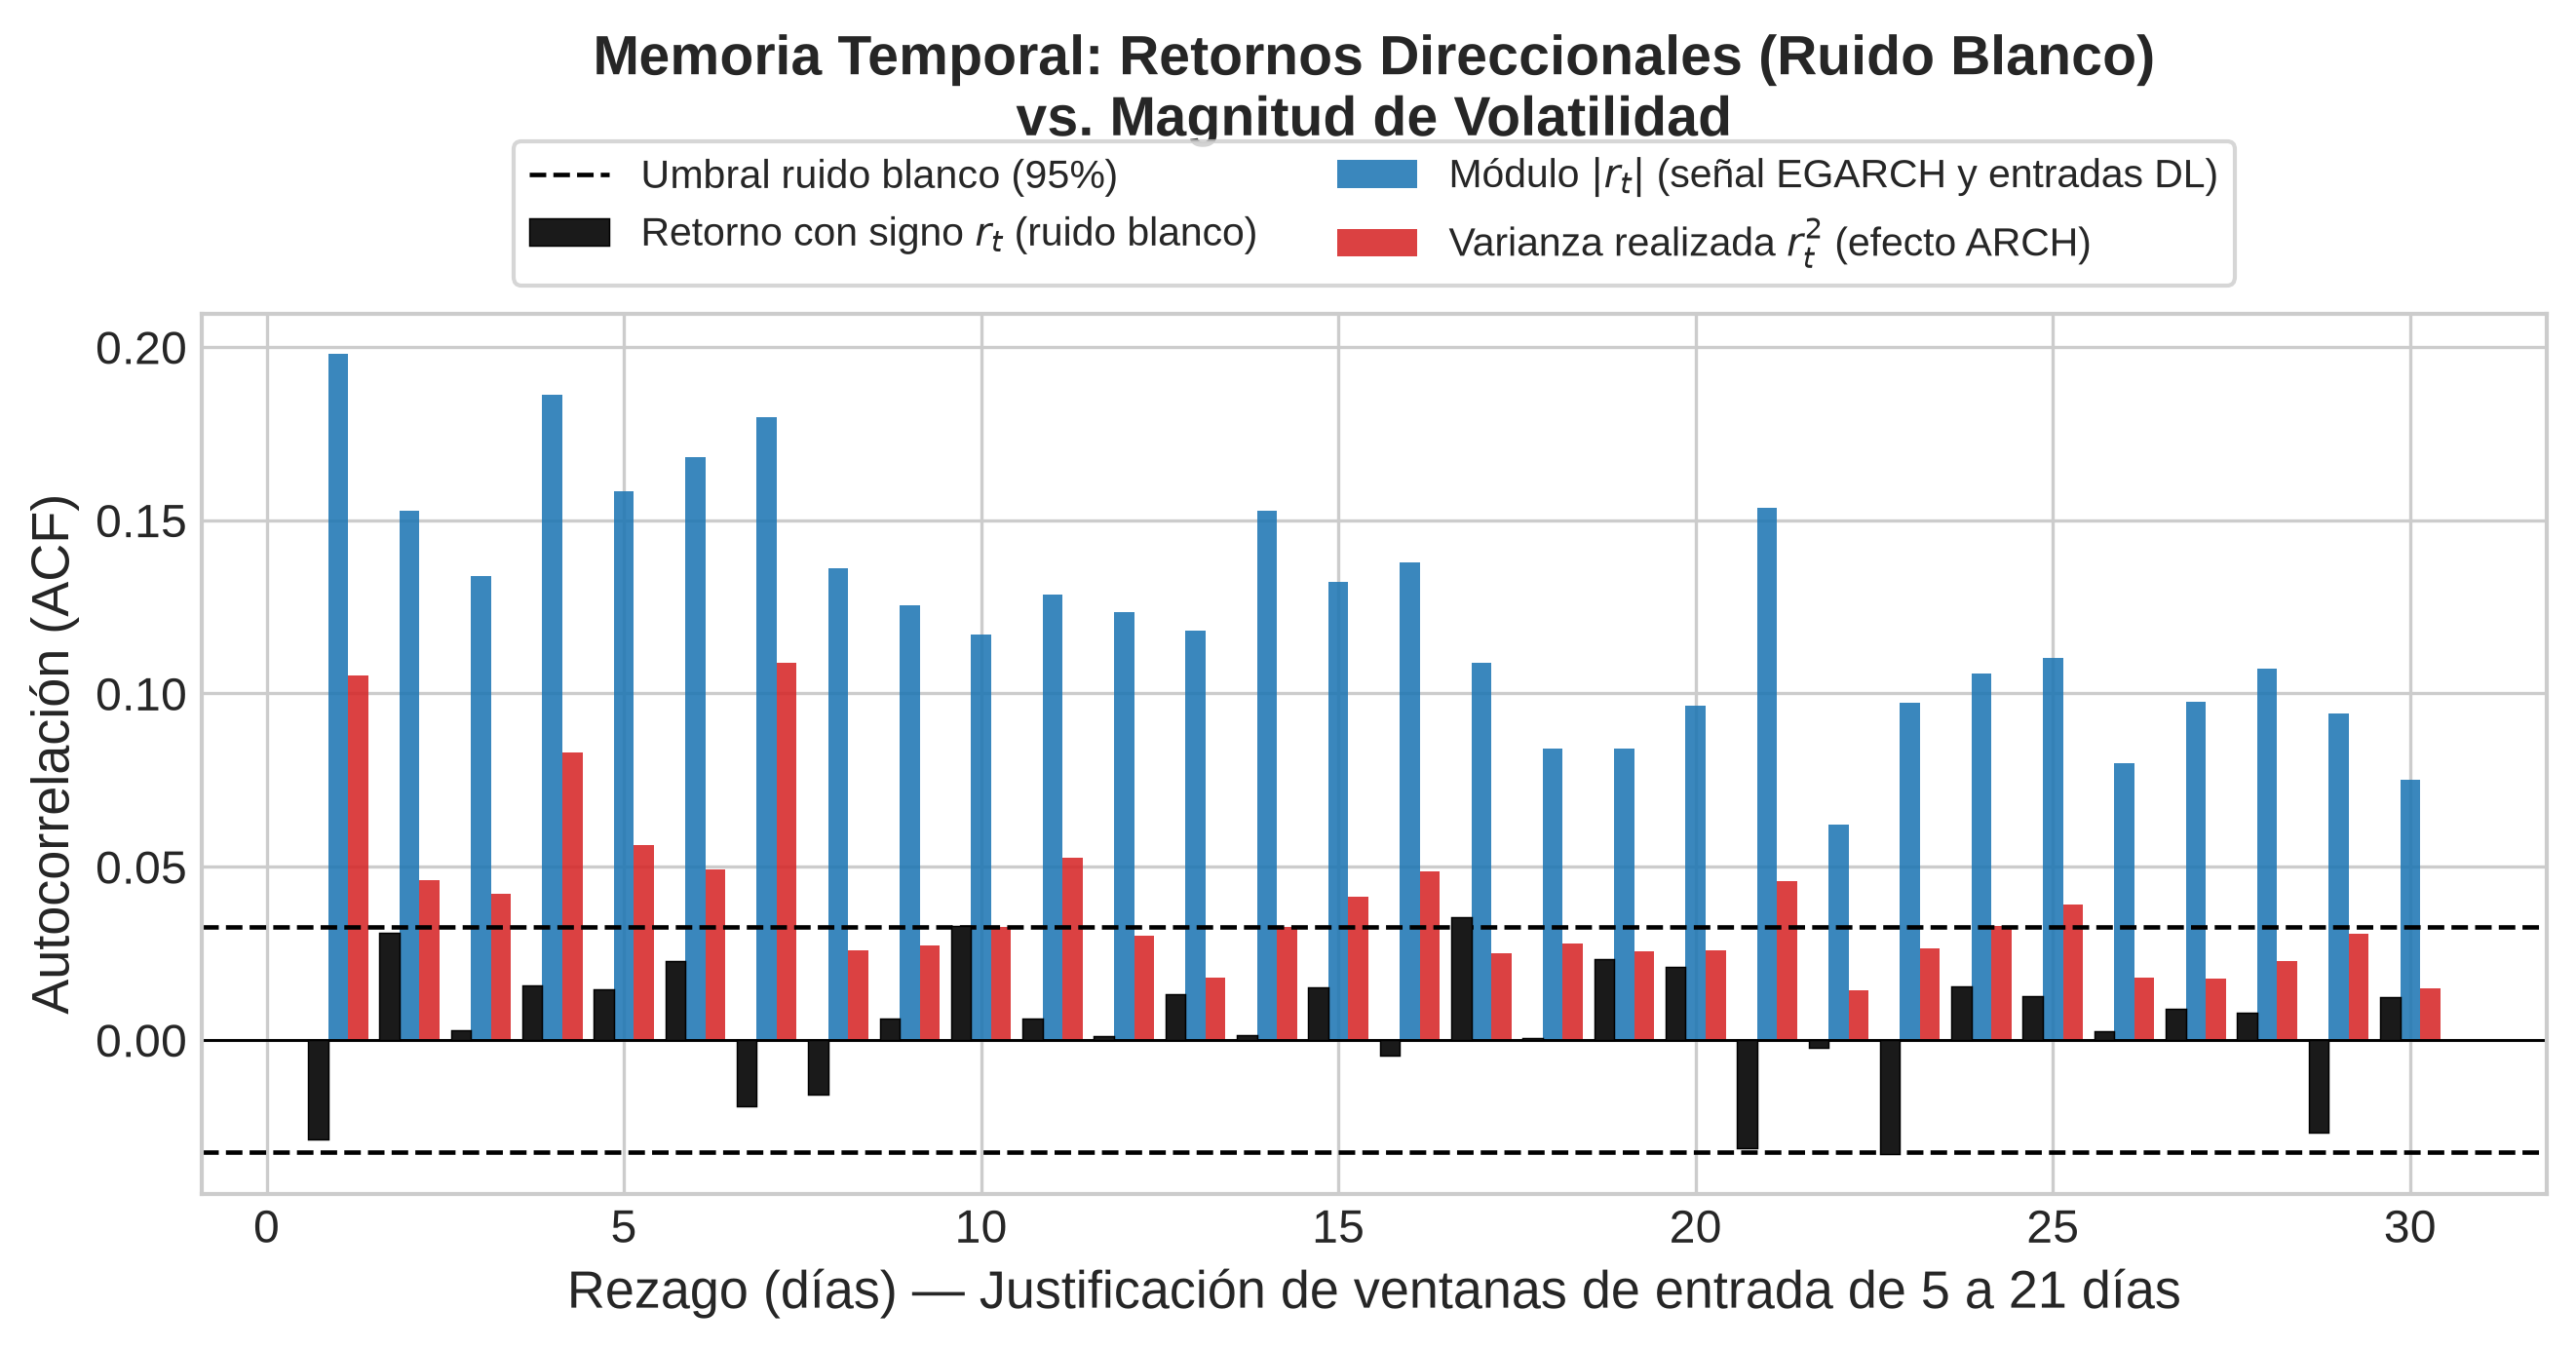 Memoria Temporal: Retornos Direccionales (Ruido Blanco)
vs. Magnitud de Volatilidad
Umbral ruido blanco (95%)
Retorno con signo r_t (ruido blanco)
Módulo |r_t| (señal EGARCH y entradas DL)
Varianza realizada r_t^2 (efecto ARCH)
Autocorrelación (ACF)
0.20
0.15
0.10
0.05
0.00
0 5 10 15 20 25 30
Rezago (días) — Justificación de ventanas de entrada de 5 a 21 días